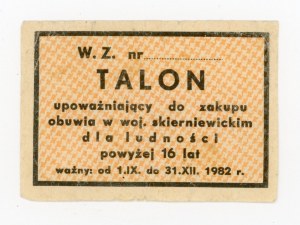 W. Z. nr
TALON
upoważniający do zakupu
obuwia w woj. skierniewickim
dla ludności
powyżej 16 lat
ważny: od 1.IX. do 31.XII. 1982 r.